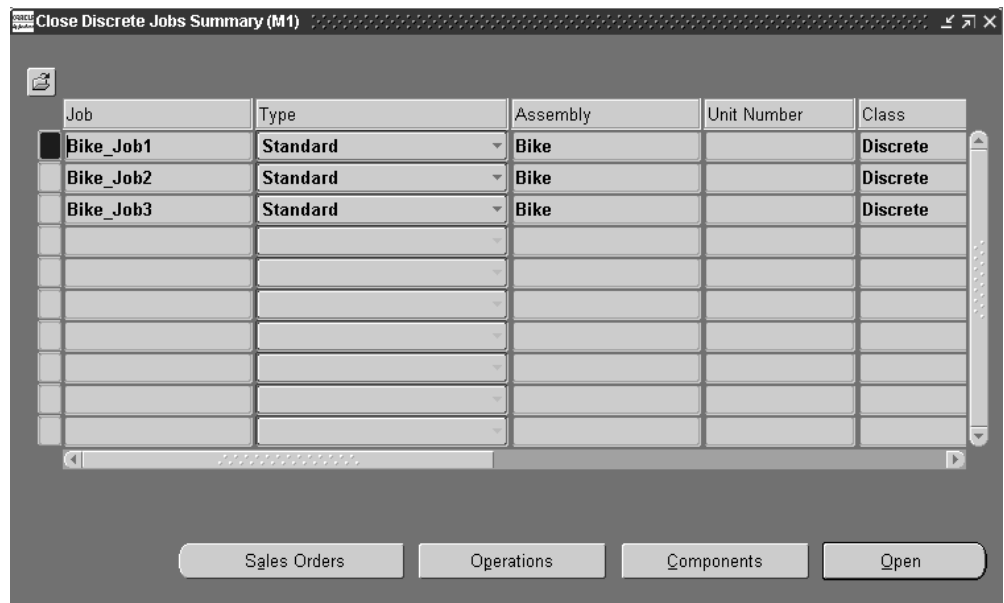 Close Discrete Jobs Summary (M1)
Job Type Assembly Unit Number Class
Bike_Job1 Standard Bike Discrete
Bike_Job2 Standard Bike Discrete
Bike_Job3 Standard Bike Discrete
Sales Orders Operations Components Open